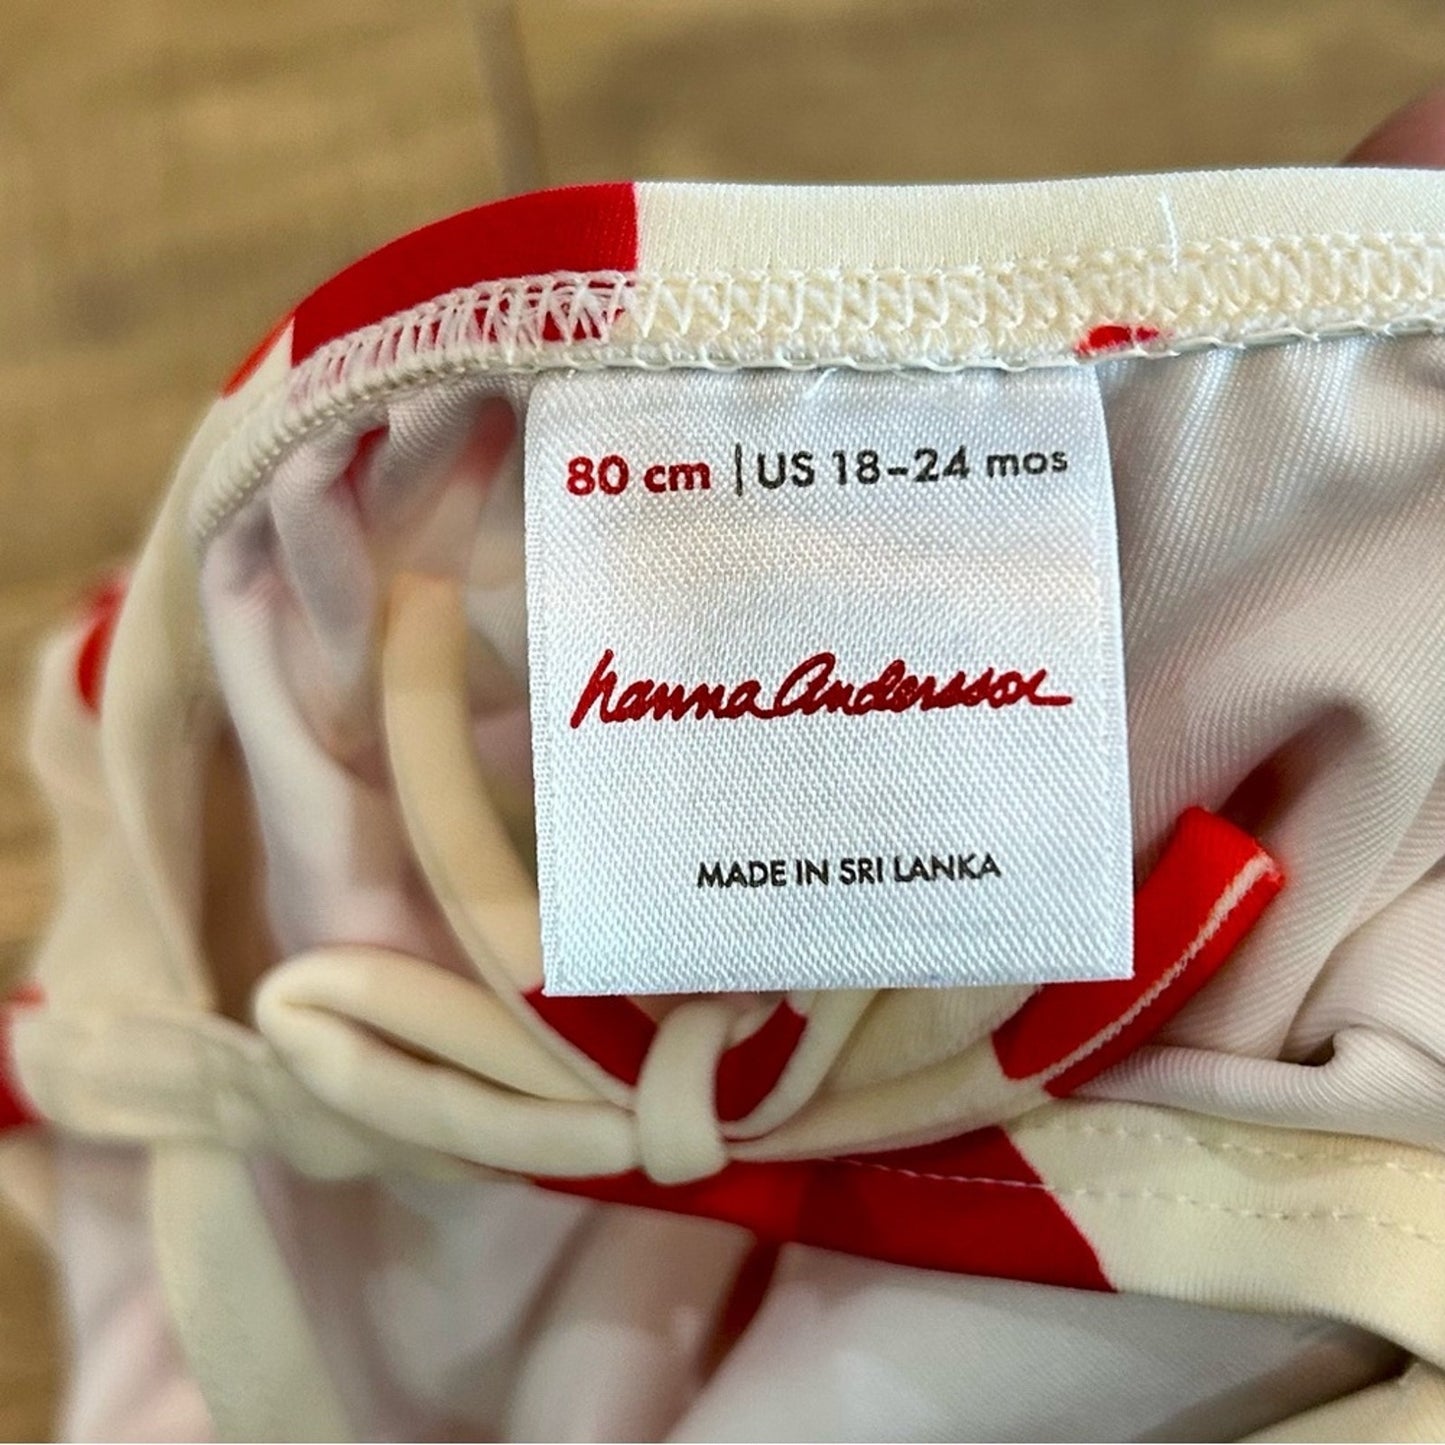 80 cm | US 18-24 mos
hanna Andersson
MADE IN SRI LANKA